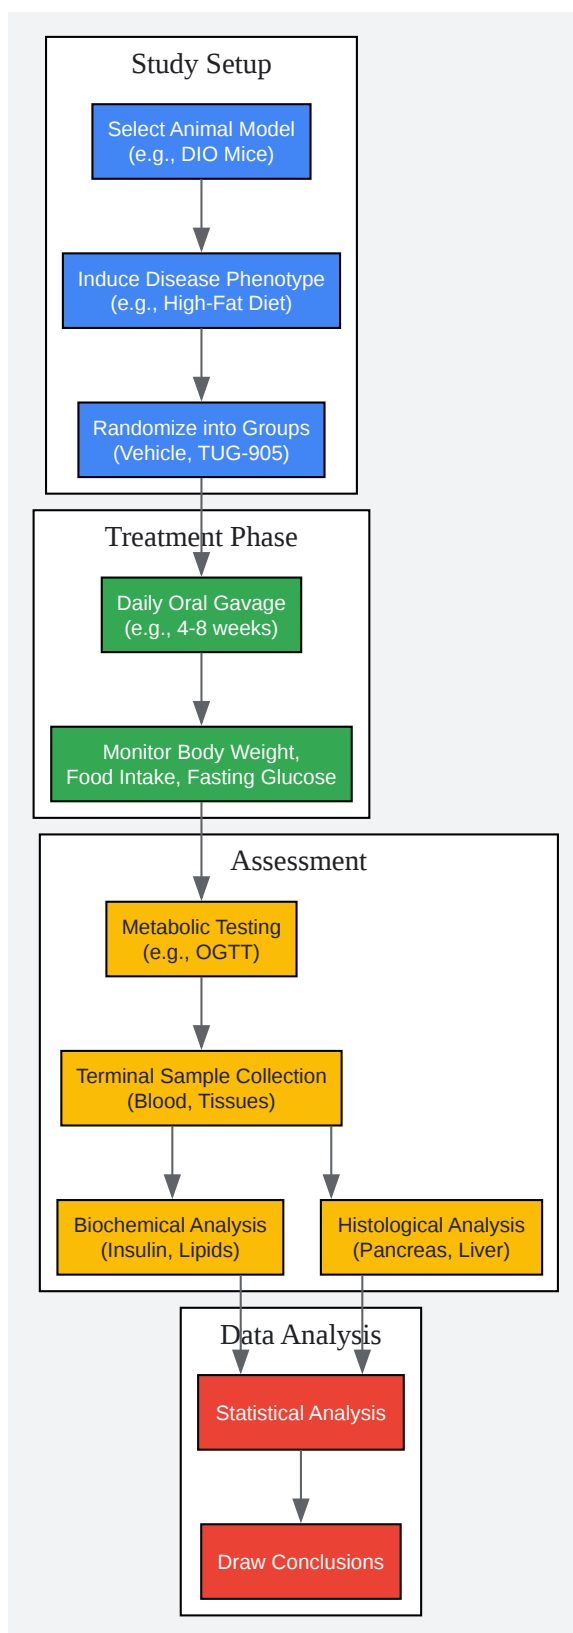 Study Setup
Select Animal Model
(e.g., DIO Mice)
Induce Disease Phenotype
(e.g., High-Fat Diet)
Randomize into Groups
(Vehicle, TUG-905)
Treatment Phase
Daily Oral Gavage
(e.g., 4-8 weeks)
Monitor Body Weight,
Food Intake, Fasting Glucose
Assessment
Metabolic Testing
(e.g., OGTT)
Terminal Sample Collection
(Blood, Tissues)
Biochemical Analysis
(Insulin, Lipids)
Histological Analysis
(Pancreas, Liver)
Data Analysis
Statistical Analysis
Draw Conclusions